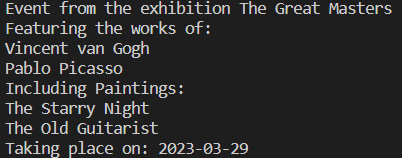 Event from the exhibition The Great Masters
Featuring the works of:
Vincent van Gogh
Pablo Picasso
Including Paintings:
The Starry Night
The Old Guitarist
Taking place on: 2023-03-29